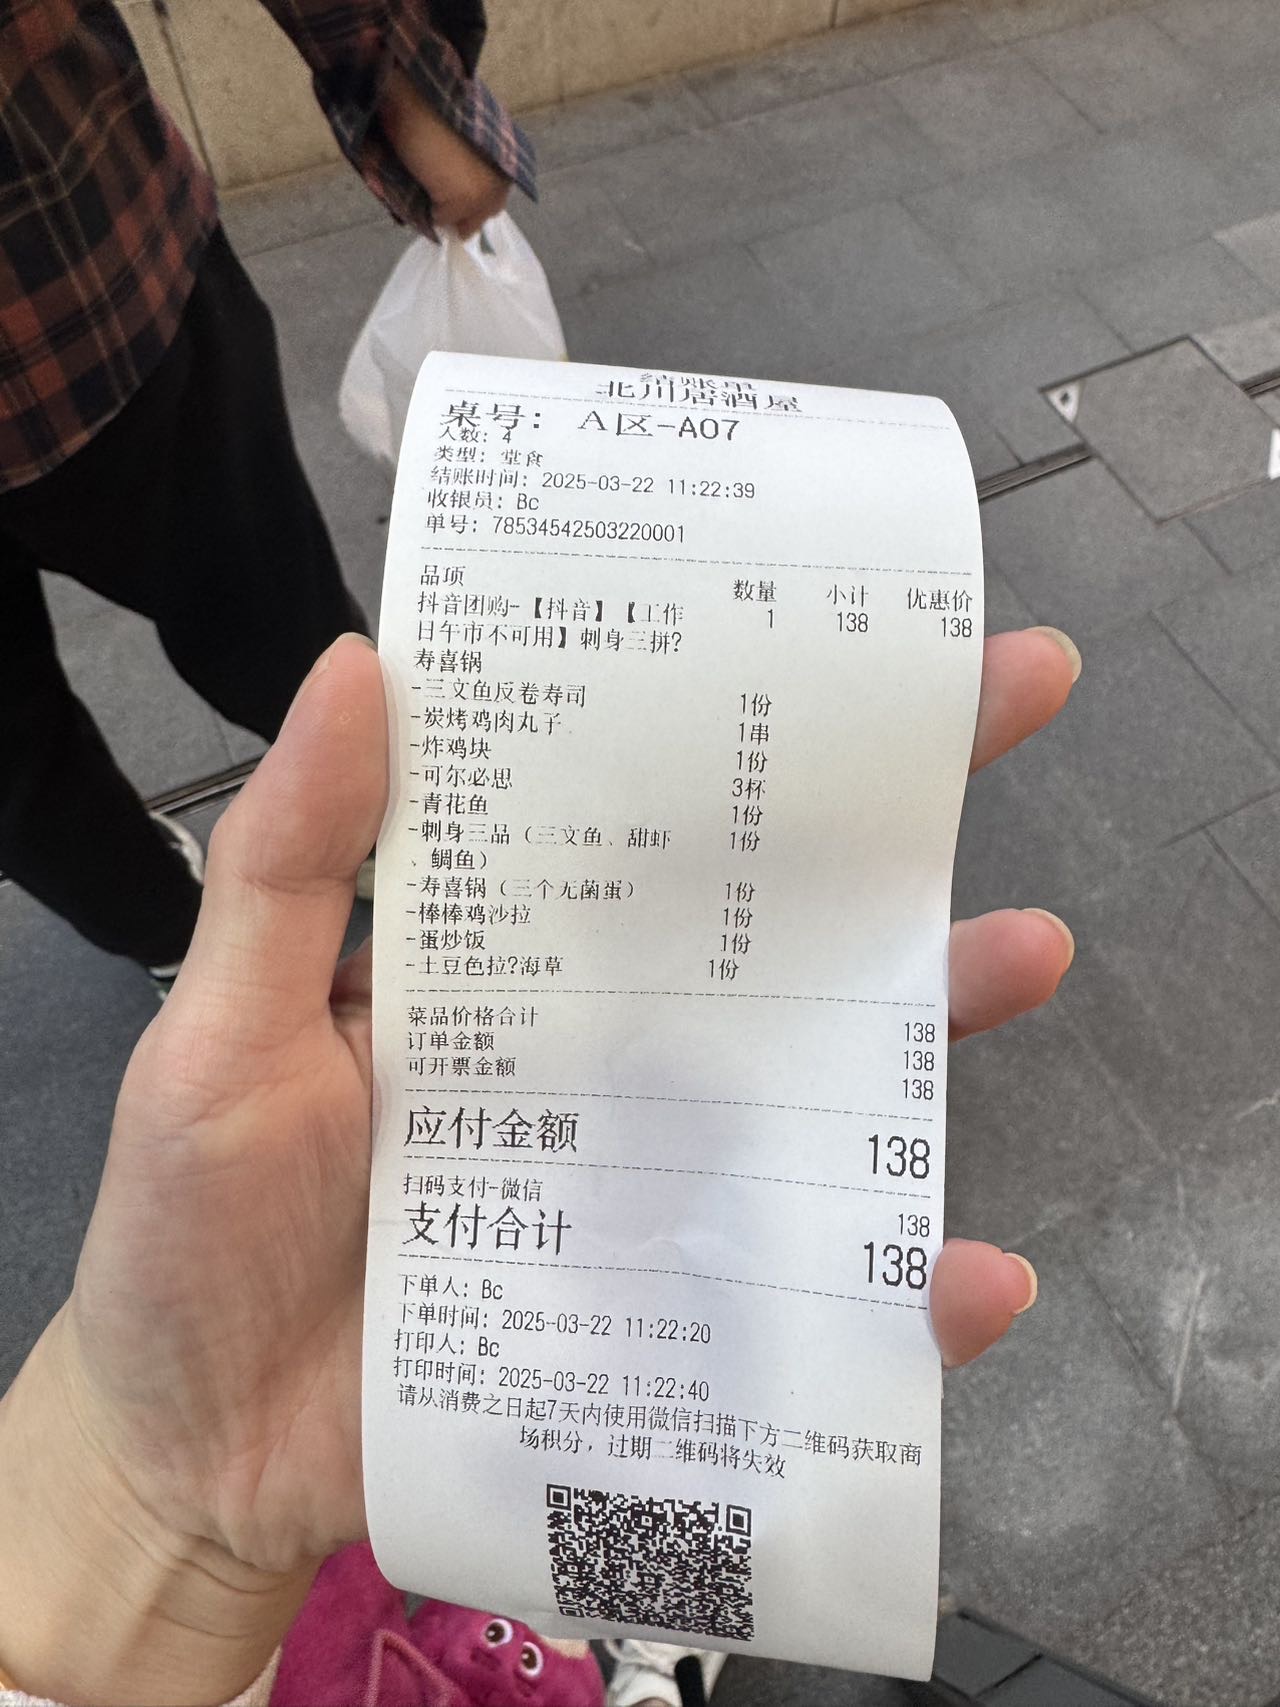 结账单
北川居酒屋
桌号： A区-A07
人数：4
类型：堂食
结账时间：2025-03-22 11:22:39
收银员：Bc
单号：78534542503220001
品项 数量 小计 优惠价
抖音团购-【抖音】【工作 1 138 138
日午市不可用】刺身三拼?
寿喜锅
-三文鱼反卷寿司 1份
-炭烤鸡肉丸子 1串
-炸鸡块 1份
-可尔必思 3杯
-青花鱼 1份
-刺身三品（三文鱼、甜虾 1份
、鲷鱼）
-寿喜锅（三个无菌蛋） 1份
-棒棒鸡沙拉 1份
-蛋炒饭 1份
-土豆色拉?海草 1份
菜品价格合计 138
订单金额 138
可开票金额 138
应付金额 138
扫码支付-微信 138
支付合计 138
下单人：Bc
下单时间：2025-03-22 11:22:20
打印人：Bc
打印时间：2025-03-22 11:22:40
请从消费之日起7天内使用微信扫描下方二维码获取商
场积分，过期二维码将失效